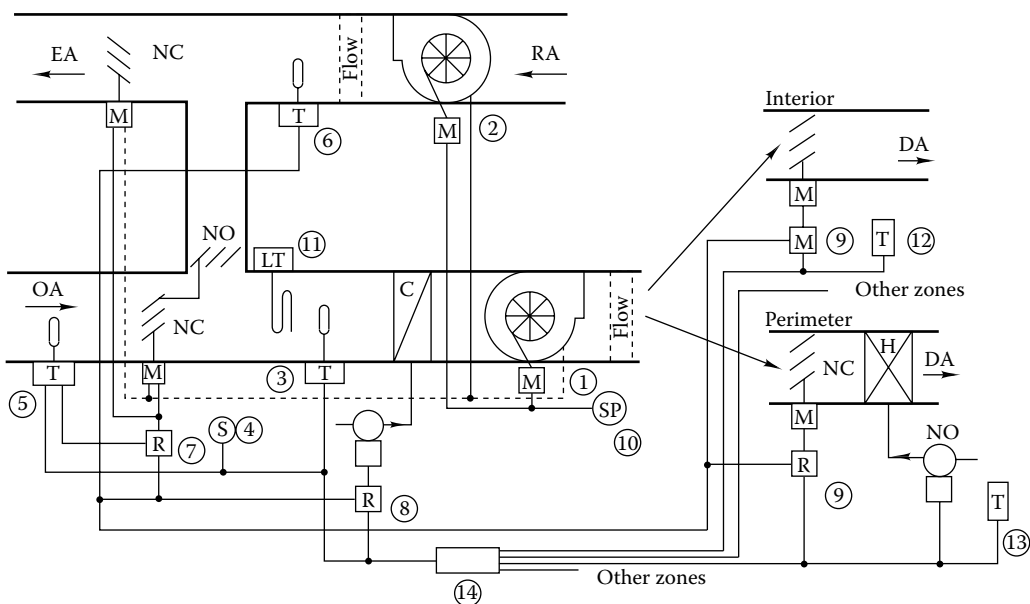 EA
NC
Flow
RA
M
T
6
M
2
Interior
DA
M
M
9
T
12
NO
11
LT
OA
NC
C
Flow
Other zones
Perimeter
NC
H
DA
T
5
M
3
T
M
1
SP
10
M
S
4
R
7
R
8
R
9
NO
T
13
14
Other zones